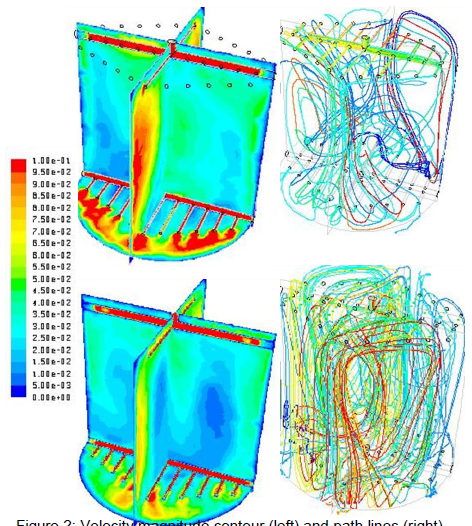 1.00e-01
9.50e-02
9.00e-02
8.50e-02
8.00e-02
7.50e-02
7.00e-02
6.50e-02
6.00e-02
5.50e-02
5.00e-02
4.50e-02
4.00e-02
3.50e-02
3.00e-02
2.50e-02
2.00e-02
1.50e-02
1.00e-02
5.00e-03
0.00e+00
Figure 2: Velocity magnitude contour (left) and path lines (right)